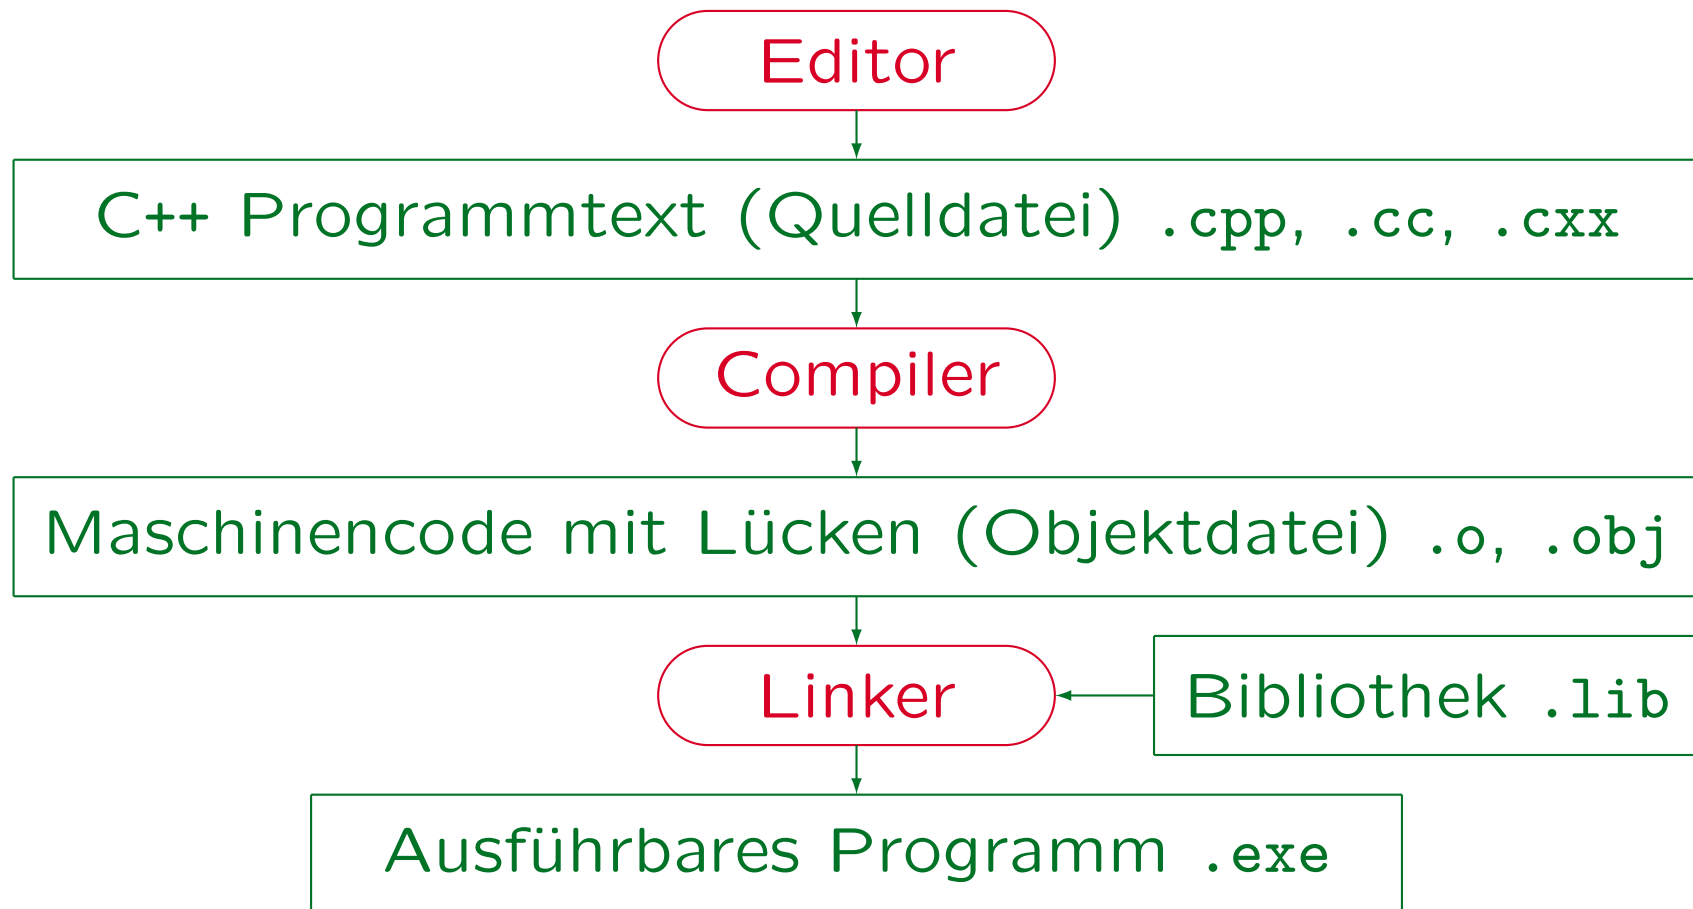 Editor
C++ Programmtext (Quelldatei) .cpp, .cc, .cxx
Compiler
Maschinencode mit Lücken (Objektdatei) .o, .obj
Linker
Bibliothek .lib
Ausführbares Programm .exe